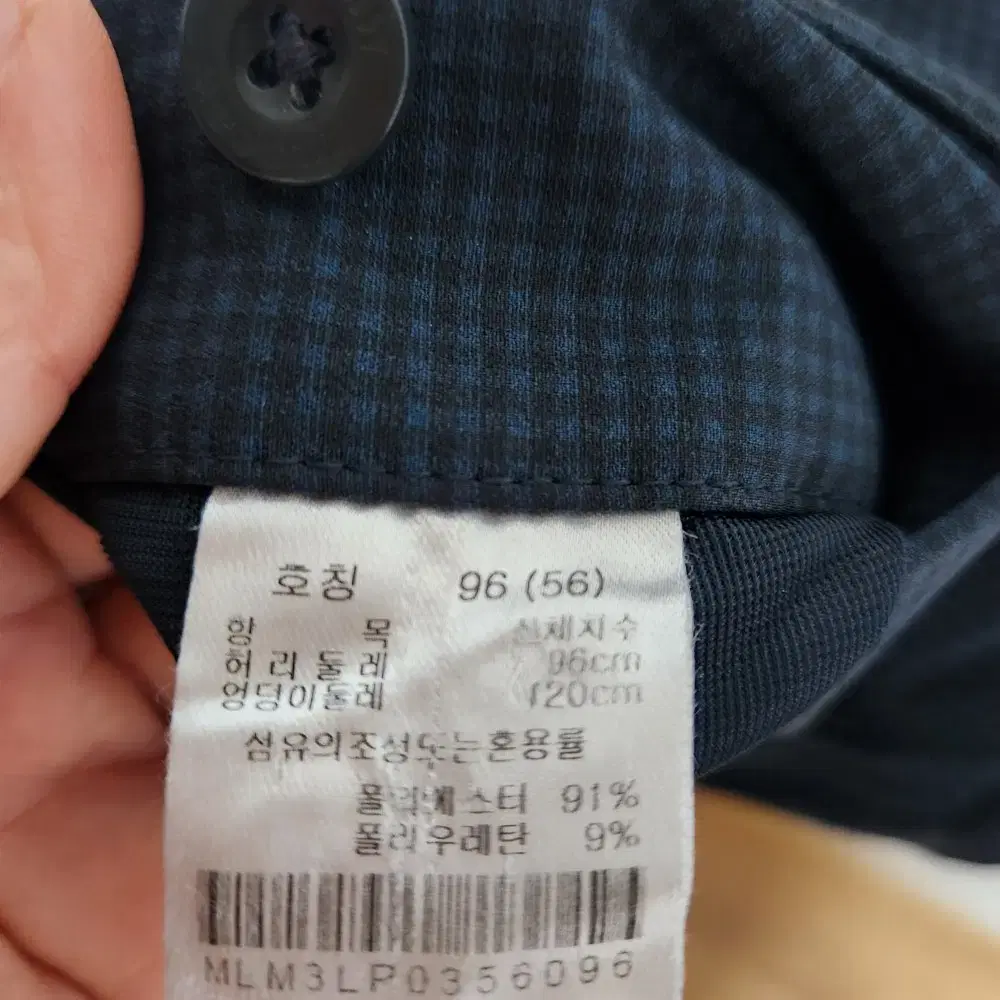 호칭 96 (56)
항 목 신체지수
허리둘레 96cm
엉덩이둘레 120cm
섬유의조성또는혼용률
폴리에스터 91%
폴리우레탄 9%
MLM3LP0356096